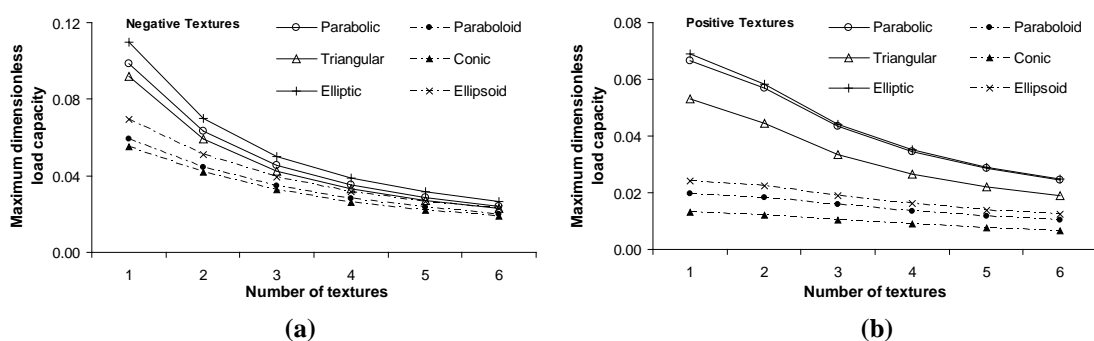 Negative Textures
Parabolic
Paraboloid
Triangular
Conic
Elliptic
Ellipsoid
Maximum dimensionless
load capacity
0.12
0.08
0.04
0.00
1 2 3 4 5 6
Number of textures
(a)
Positive Textures
Parabolic
Paraboloid
Triangular
Conic
Elliptic
Ellipsoid
Maximum dimensionless
load capacity
0.08
0.06
0.04
0.02
0.00
1 2 3 4 5 6
Number of textures
(b)